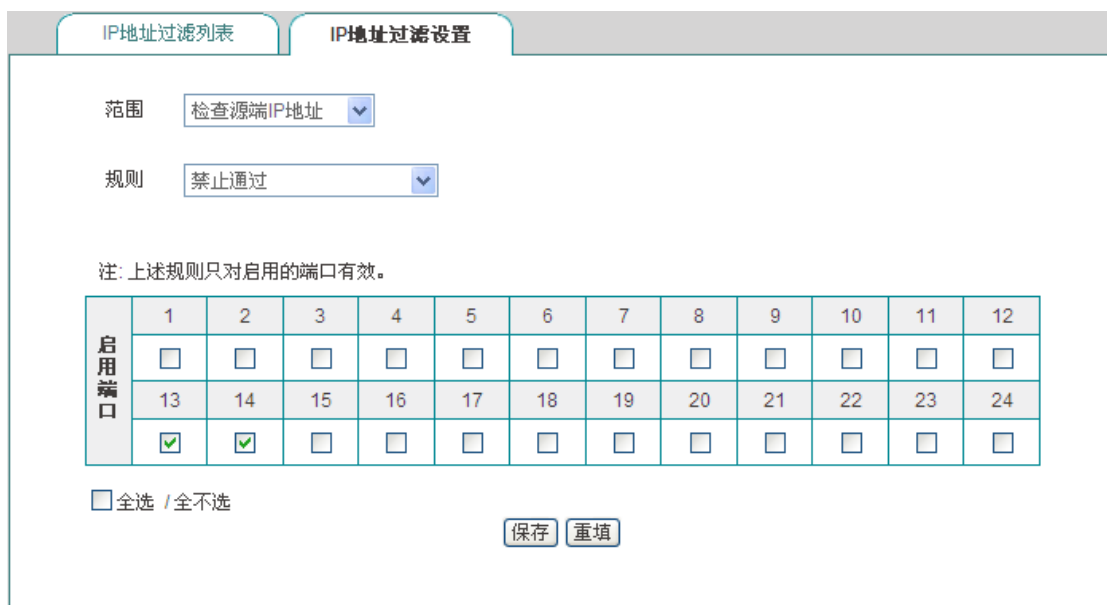 IP地址过滤列表 IP地址过滤设置
范围 检查源端IP地址
规则 禁止通过
注: 上述规则只对启用的端口有效。
启用端口
1 2 3 4 5 6 7 8 9 10 11 12
13 14 15 16 17 18 19 20 21 22 23 24
全选 / 全不选
保存 重填